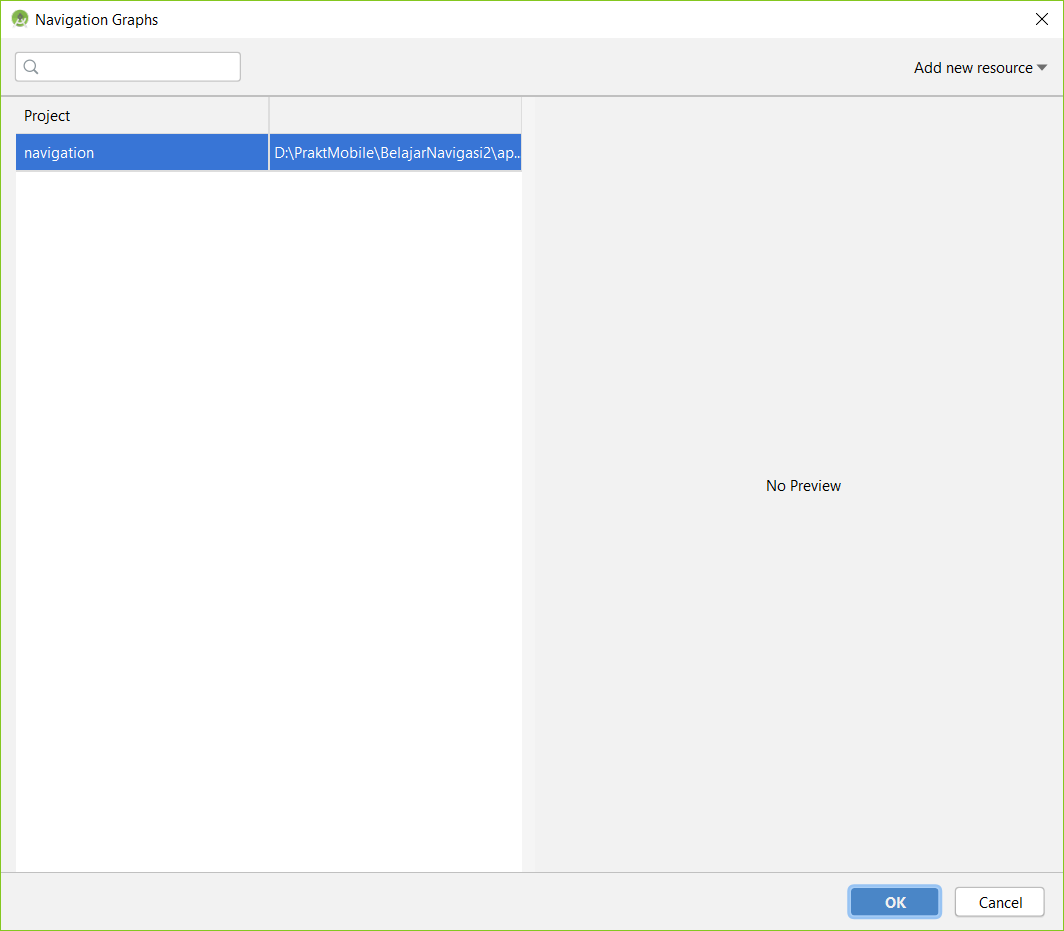 Navigation Graphs
Add new resource
Project
navigation D:\PraktMobile\BelajarNavigasi2\ap..
No Preview
OK Cancel